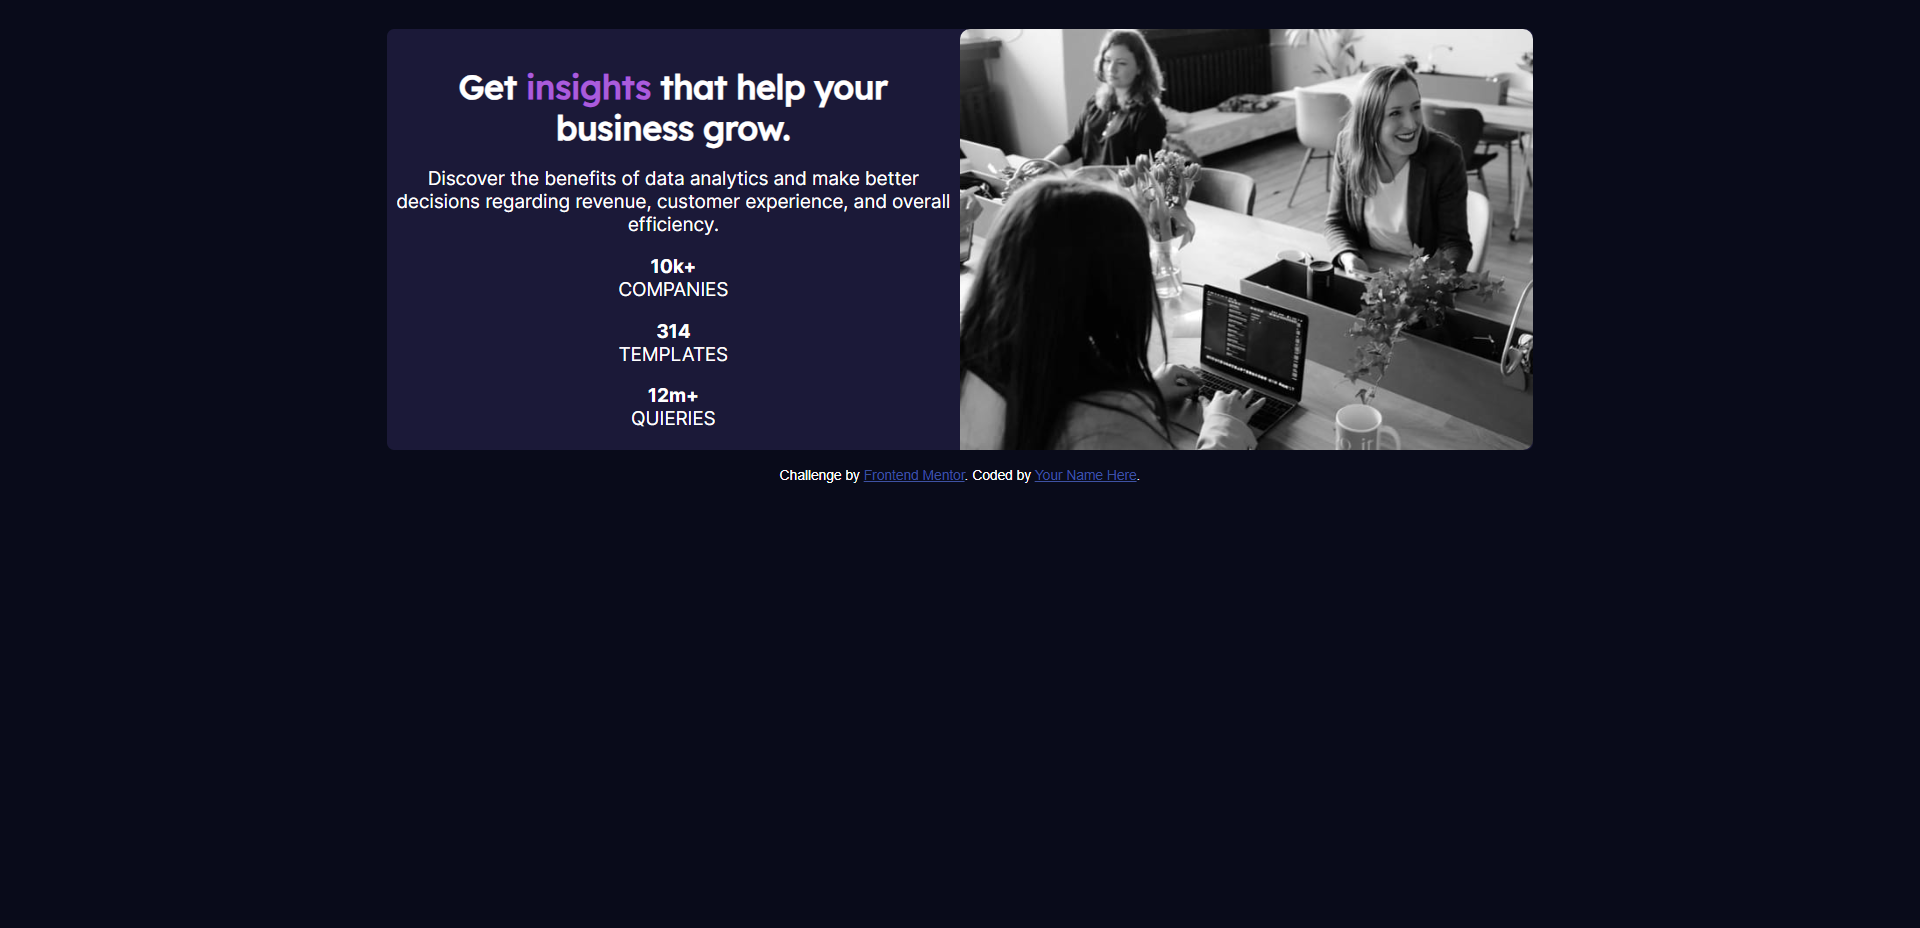 Get insights that help your
business grow.
Discover the benefits of data analytics and make better
decisions regarding revenue, customer experience, and overall
efficiency.
10k+
COMPANIES
314
TEMPLATES
12m+
QUIERIES
Challenge by Frontend Mentor. Coded by Your Name Here.